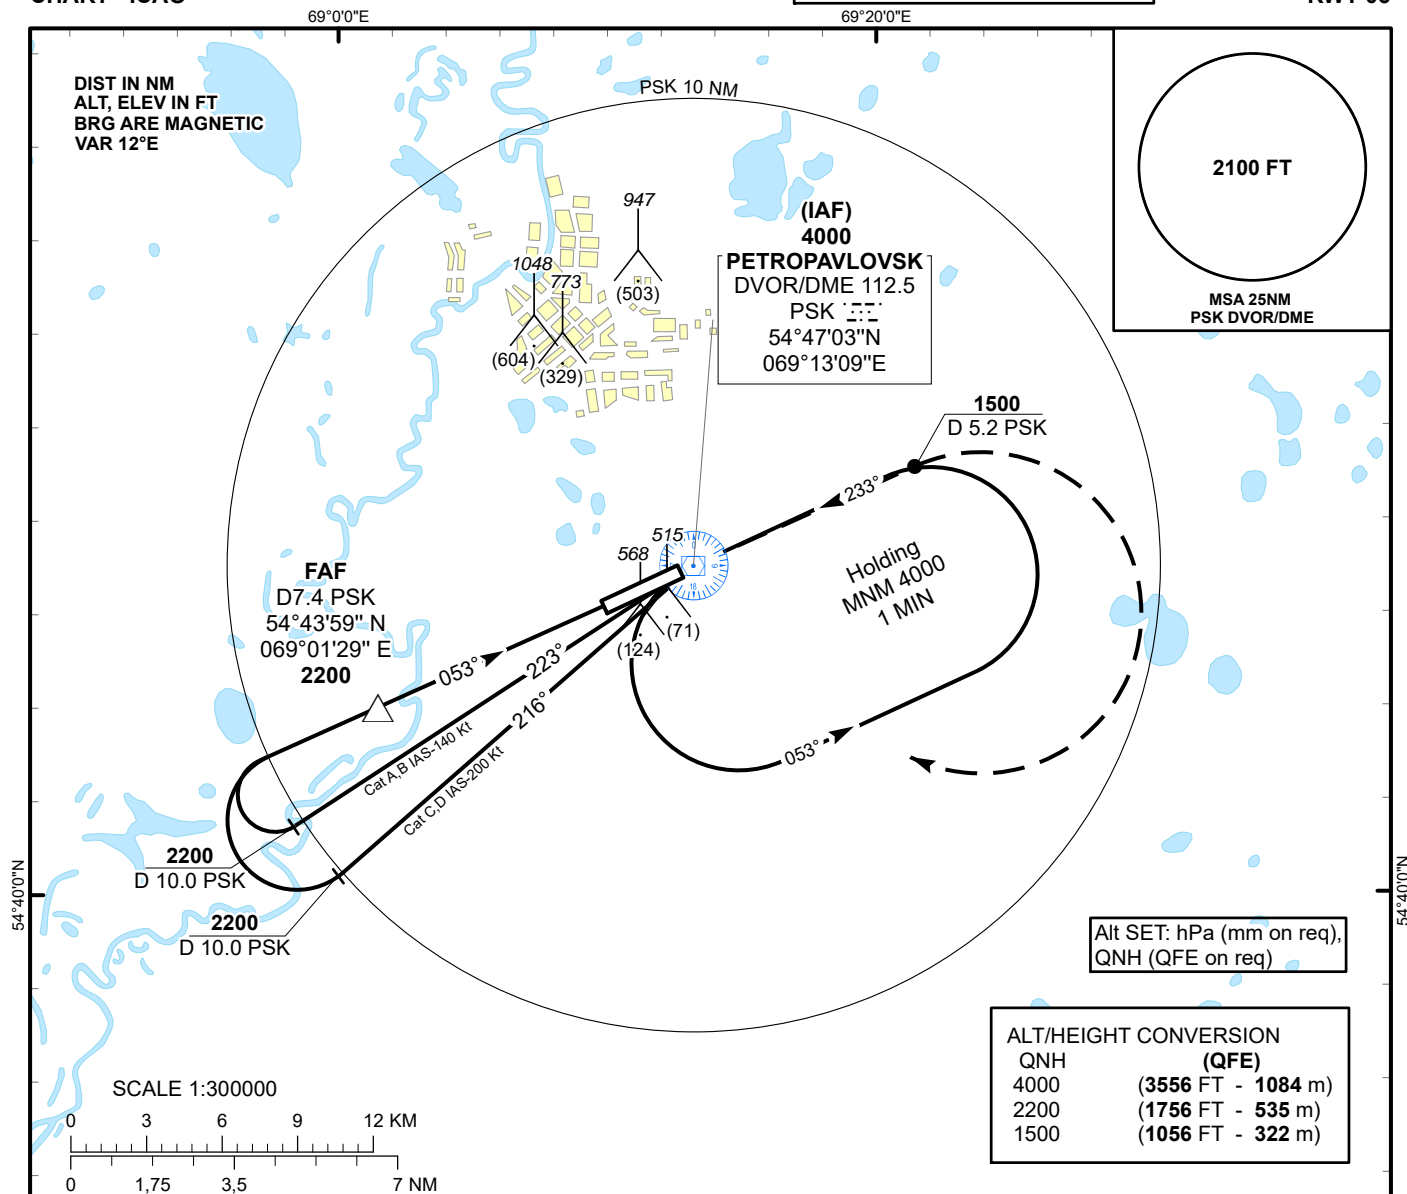 69°0'0"E
69°20'0"E
DIST IN NM
ALT, ELEV IN FT
BRG ARE MAGNETIC
VAR 12°E
PSK 10 NM
2100 FT
MSA 25NM
PSK DVOR/DME
947
(503)
1048
773
(604)
(329)
(IAF)
4000
PETROPAVLOVSK
DVOR/DME 112.5
PSK
54°47'03"N
069°13'09"E
1500
D 5.2 PSK
233°
Holding
MNM 4000
1 MIN
515
568
0
9
18
(71)
(124)
FAF
D7.4 PSK
54°43'59" N
069°01'29" E
2200
053°
223°
216°
Cat A,B IAS-140 Kt
Cat C,D IAS-200 Kt
053°
2200
D 10.0 PSK
2200
D 10.0 PSK
54°40'0"N
54°40'0"N
Alt SET: hPa (mm on req),
QNH (QFE on req)
ALT/HEIGHT CONVERSION
QNH (QFE)
4000 (3556 FT - 1084 m)
2200 (1756 FT - 535 m)
1500 (1056 FT - 322 m)
SCALE 1:300000
0 3 6 9 12 KM
0 1,75 3,5 7 NM